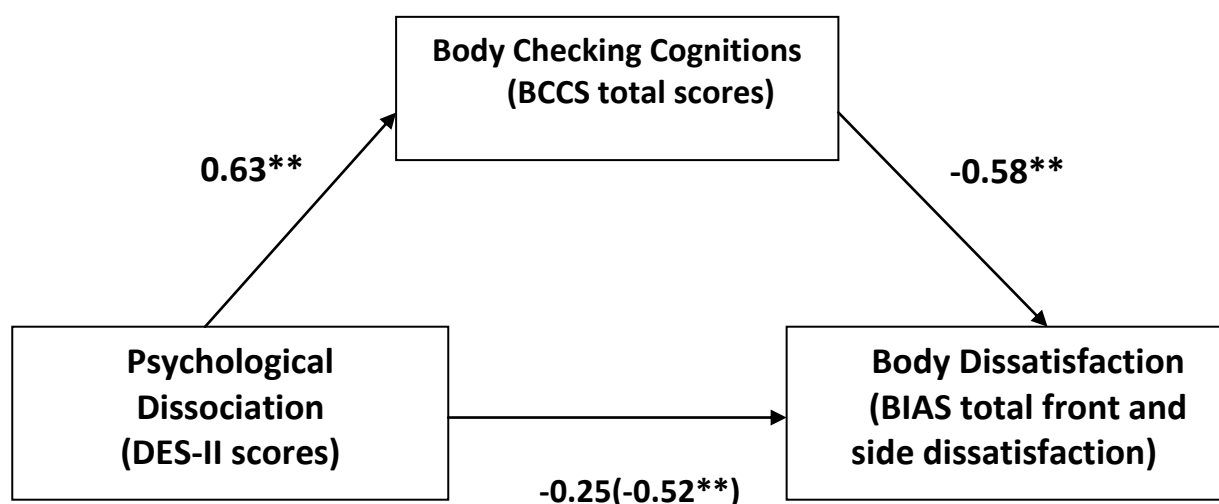 Body Checking Cognitions
(BCCS total scores)
0.63**
-0.58**
Psychological
Dissociation
(DES-II scores)
Body Dissatisfaction
(BIAS total front and
side dissatisfaction)
-0.25(-0.52**)